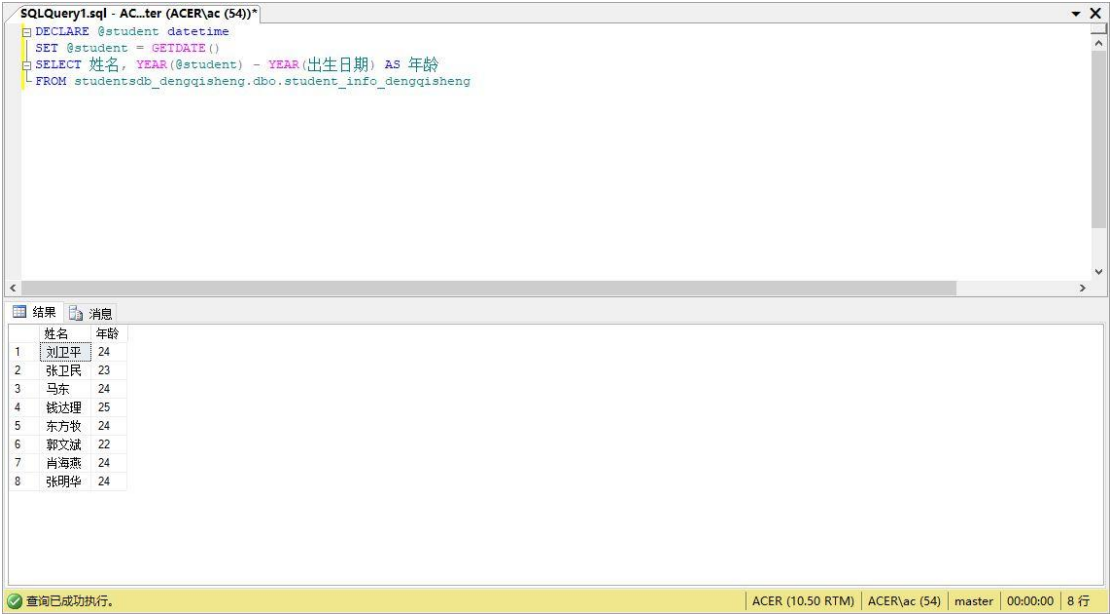 SQLQuery1.sql - AC...ter (ACER\ac (54))*
DECLARE @student datetime
SET @student = GETDATE()
SELECT 姓名, YEAR(@student) - YEAR(出生日期) AS 年龄
FROM studentsdb_dengqisheng.dbo.student_info_dengqisheng
结果 消息
姓名 年龄
1 刘卫平 24
2 张卫民 23
3 马东 24
4 钱达理 25
5 东方牧 24
6 郭文斌 22
7 肖海燕 24
8 张明华 24
查询已成功执行。 ACER (10.50 RTM) ACER\ac (54) master 00:00:00 8 行